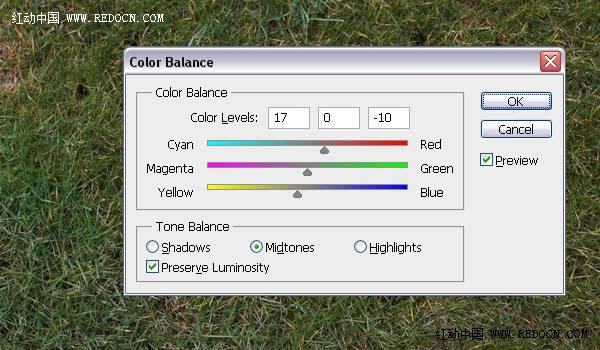 红动中国 www.REDOCN.com
Color Balance
Color Balance
Color Levels: 17 0 -10
Cyan Red
Magenta Green
Yellow Blue
Tone Balance
Shadows Midtones Highlights
Preserve Luminosity
OK
Cancel
Preview
红动中国 www.REDOCN.com